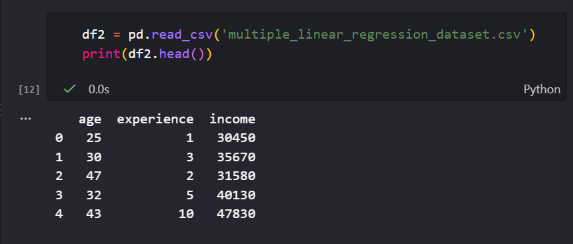 df2 = pd.read_csv('multiple_linear_regression_dataset.csv')
print(df2.head())
[12] ✓ 0.0s Python
... age experience income
0 25 1 30450
1 30 3 35670
2 47 2 31580
3 32 5 40130
4 43 10 47830